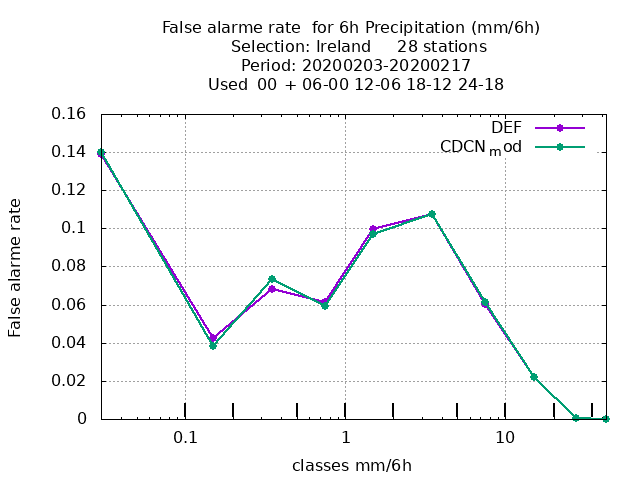 False alarme rate  for 6h Precipitation (mm/6h)
Selection: Ireland     28 stations
Period: 20200203-20200217
Used  00  + 06-00 12-06 18-12 24-18
DEF
CDCN_mod
False alarme rate
0.16
0.14
0.12
0.1
0.08
0.06
0.04
0.02
0
0.1
1
10
classes mm/6h